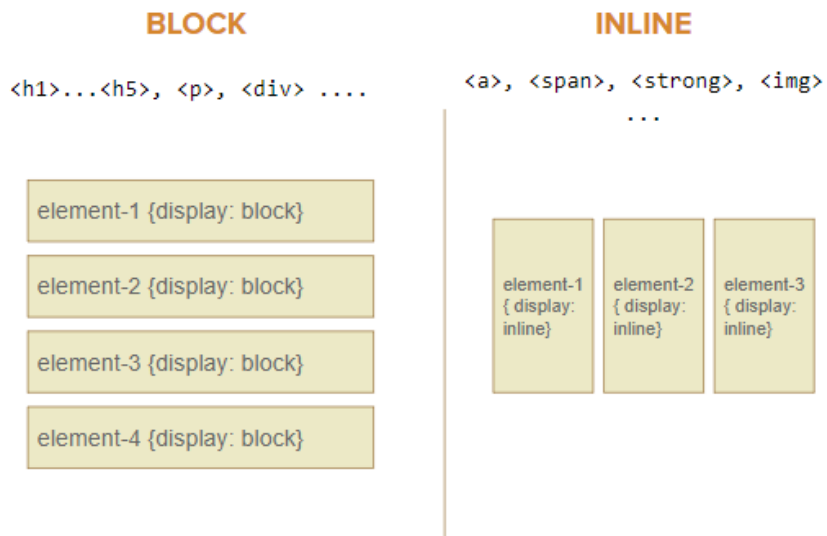 BLOCK
<h1>...<h5>, <p>, <div> ....
element-1 {display: block}
element-2 {display: block}
element-3 {display: block}
element-4 {display: block}
INLINE
<a>, <span>, <strong>, <img>
...
element-1
{ display:
inline}
element-2
{ display:
inline}
element-3
{ display:
inline}